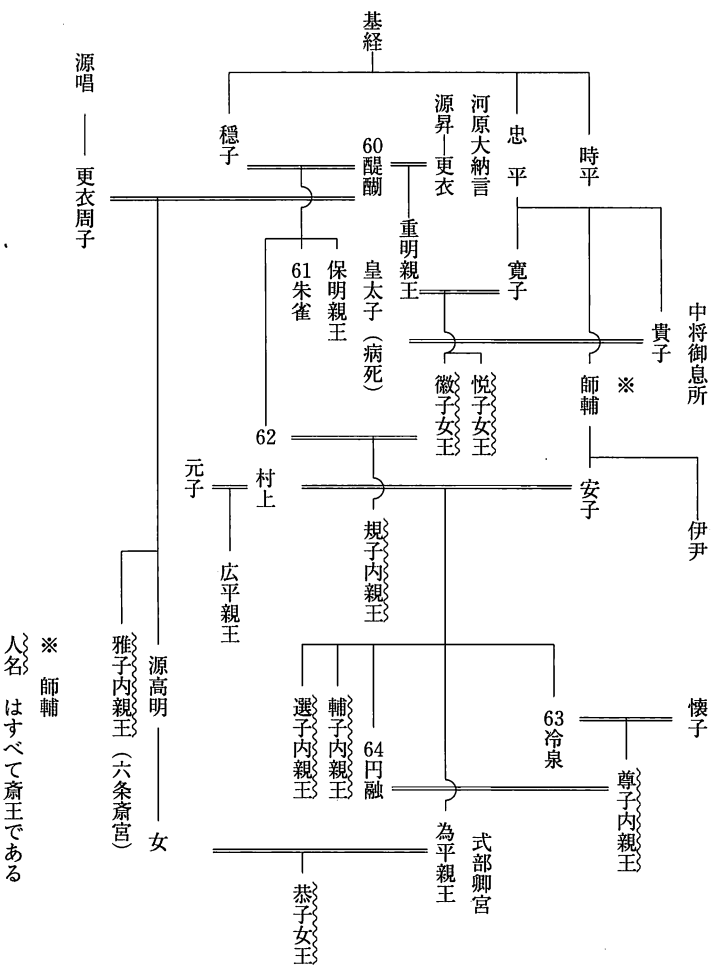 基経
時平
忠平
穏子
河原大納言
源昇
更衣
60醍醐
源唱
更衣周子
中将御息所
貴子
師輔
※
寛子
重明親王
皇太子(病死)
保明親王
61朱雀
悦子女王
徽子女王
伊尹
安子
62村上
元子
規子内親王
広平親王
懐子
63冷泉
尊子内親王
式部卿宮
為平親王
64円融
輔子内親王
選子内親王
源高明
女
雅子内親王(六条斎宮)
恭子女王
※師輔
人名はすべて斎王である